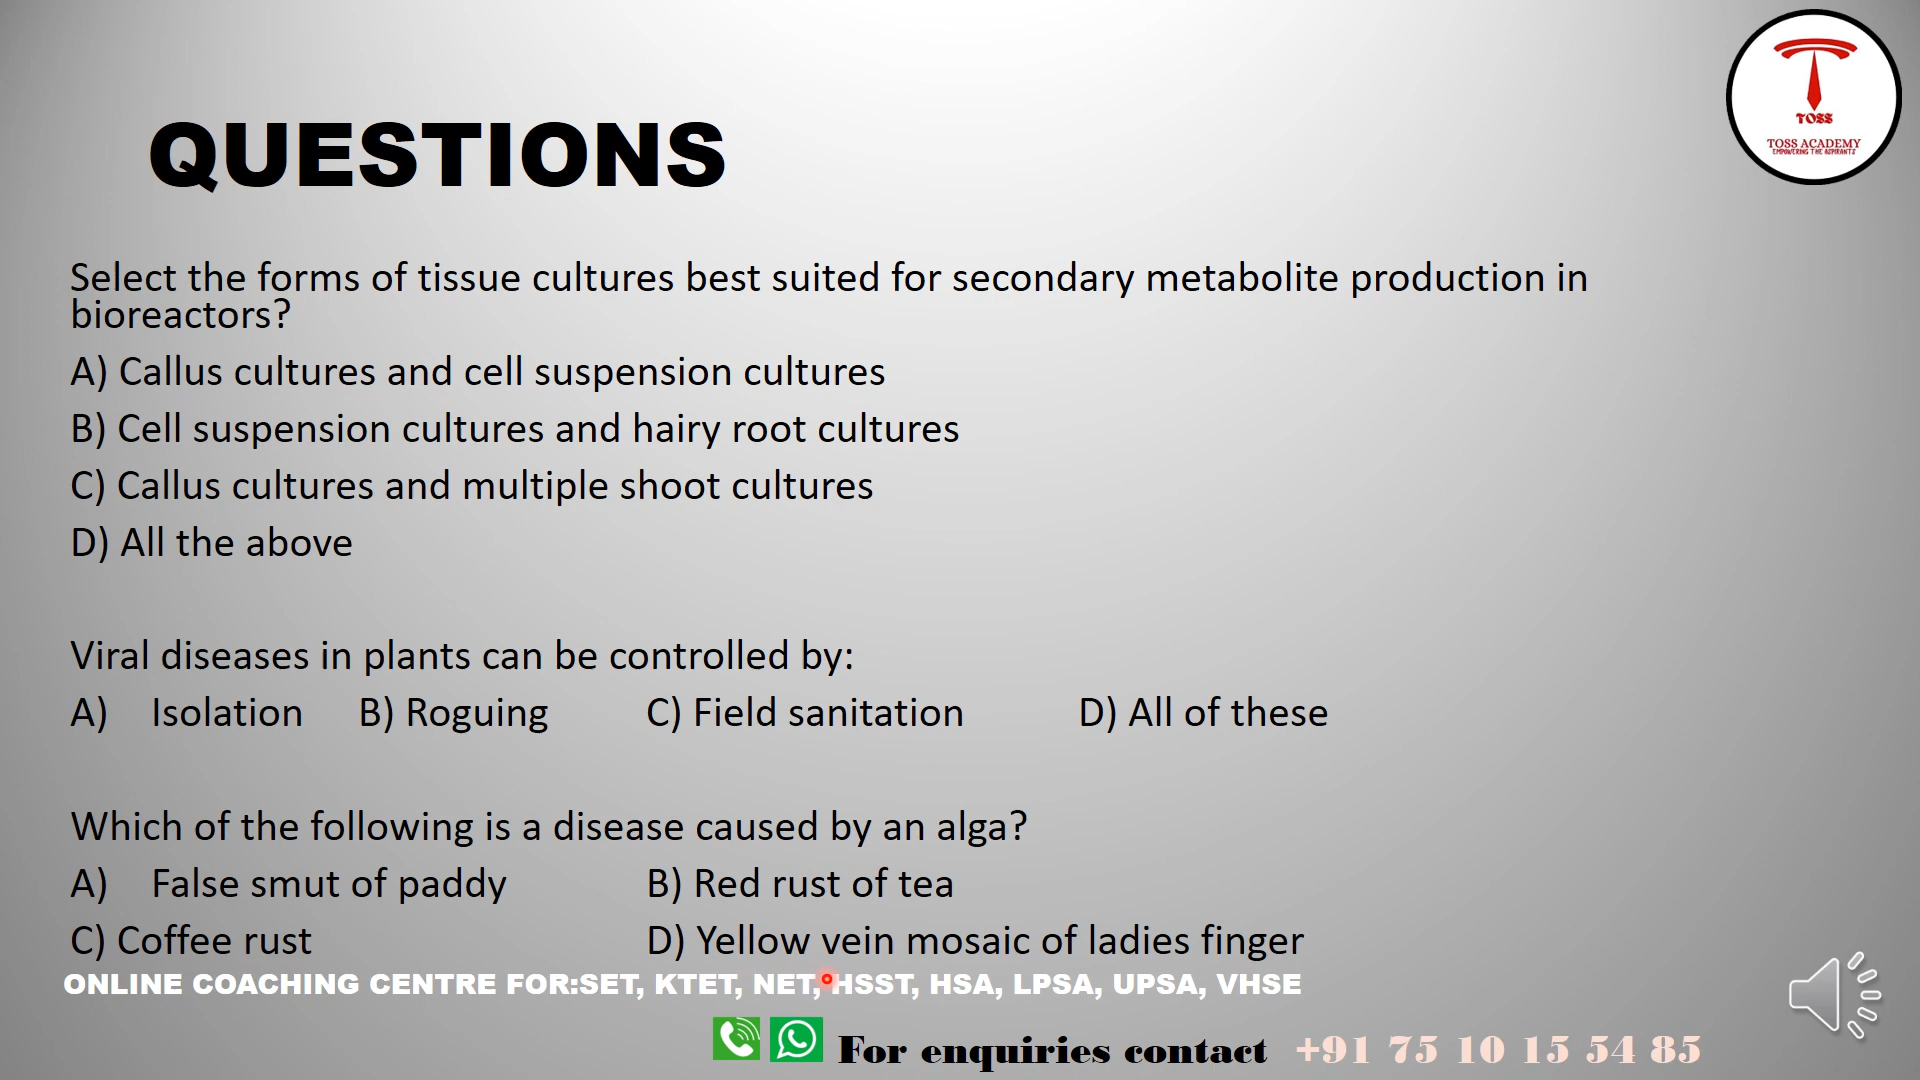 TOSS
TOSS ACADEMY
EMPOWERING THE ASPIRANTS
QUESTIONS
Select the forms of tissue cultures best suited for secondary metabolite production in
bioreactors?
A) Callus cultures and cell suspension cultures
B) Cell suspension cultures and hairy root cultures
C) Callus cultures and multiple shoot cultures
D) All the above
Viral diseases in plants can be controlled by:
A) Isolation B) Roguing C) Field sanitation D) All of these
Which of the following is a disease caused by an alga?
A) False smut of paddy B) Red rust of tea
C) Coffee rust D) Yellow vein mosaic of ladies finger
ONLINE COACHING CENTRE FOR:SET, KTET, NET, HSST, HSA, LPSA, UPSA, VHSE
For enquiries contact +91 75 10 15 54 85